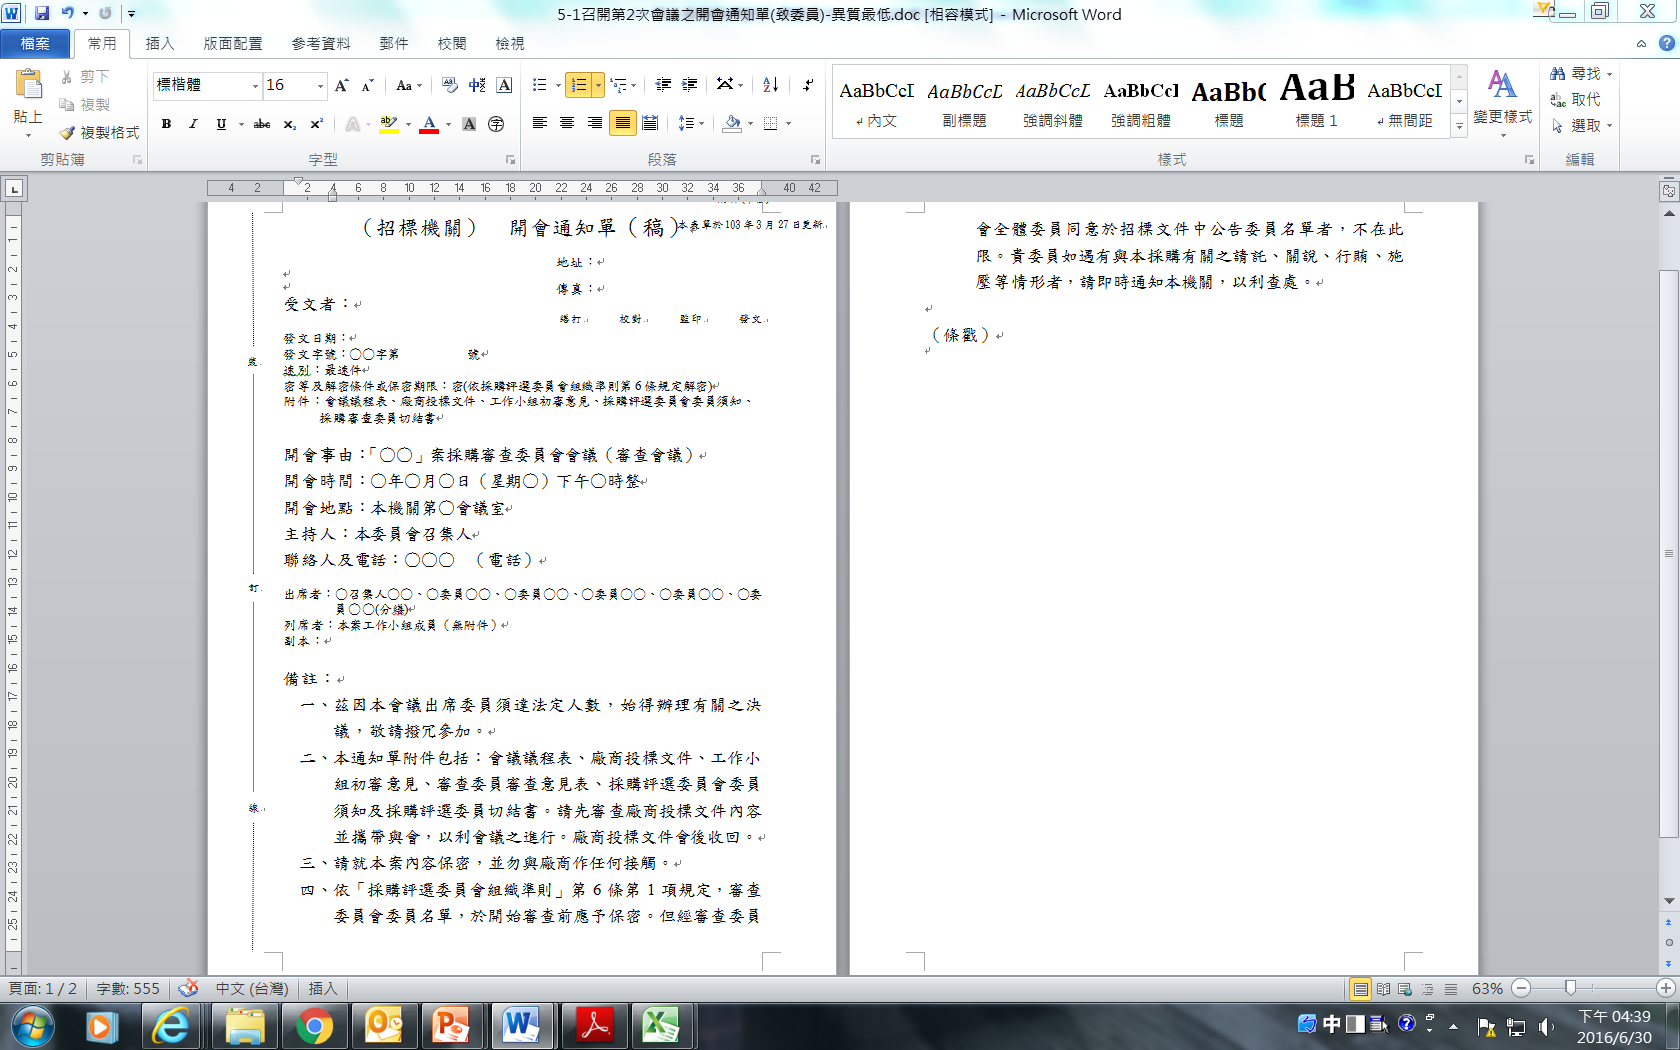 5-1召開第2次會議之開會通知單(致委員)-異質最低.doc [相容模式] - Microsoft Word
檔案 常用 插入 版面配置 參考資料 郵件 校閱 檢視
貼上
剪下
複製
複製格式
剪貼簿
標楷體 16
字型
段落
AaBbCcI AaBbCcD AaBbCcD AaBbCcI AaBb( AaB AaBbCcI
內文 副標題 強調斜體 強調粗體 標題 標題 1 無間距
變更樣式
樣式
尋找
取代
選取
編輯
4 2 2 4 6 8 10 12 14 16 18 20 22 24 26 28 30 32 34 36 40 42
(招標機關) 開會通知單(稿)
本表單於103年3月27日更新
地址：
傳真：
受文者：
繕打 校對 監印 發文
發文日期：
發文字號：○○字第 號
速別：最速件
密等及解密條件或保密期限：密(依採購評選委員會組織準則第6條規定解密)
附件：會議議程表、廠商投標文件、工作小組初審意見、採購評選委員會委員須知、
採購審查委員切結書
開會事由：「○○」案採購審查委員會會議（審查會議）
開會時間：○年○月○日（星期○）下午○時整
開會地點：本機關第○會議室
主持人：本委員會召集人
聯絡人及電話：○○○ （電話）
出席者：○召集人○○、○委員○○、○委員○○、○委員○○、○委員○○、○委
員○○(分繕)
列席者：本案工作小組成員（無附件）
副本：
備註：
一、茲因本會議出席委員須達法定人數，始得辦理有關之決
議，敬請撥冗參加。
二、本通知單附件包括：會議議程表、廠商投標文件、工作小
組初審意見、審查委員審查意見表、採購評選委員會委員
須知及採購評選委員切結書。請先審查廠商投標文件內容
並攜帶與會，以利會議之進行。廠商投標文件會後收回。
三、請就本案內容保密，並勿與廠商作任何接觸。
四、依「採購評選委員會組織準則」第6條第1項規定，審查
委員會委員名單，於開始審查前應予保密。但經審查委員
裝
訂
線
會全體委員同意於招標文件中公告委員名單者，不在此
限。貴委員如遇有與本採購有關之請託、關說、行賄、施
壓等情形者，請即時通知本機關，以利查處。
（條戳）
頁面: 1 / 2 字數: 555 中文 (台灣) 插入 63%
中
下午 04:39
2016/6/30